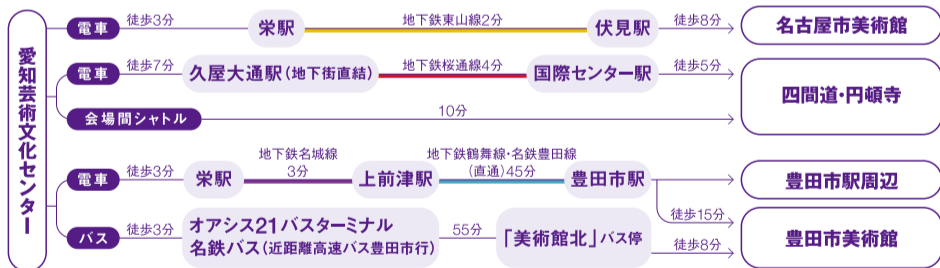 愛知芸術文化センター
電車
徒歩3分
栄駅
地下鉄東山線2分
伏見駅
徒歩8分
名古屋市美術館
電車
徒歩7分
久屋大通駅(地下街直結)
地下鉄桜通線4分
国際センター駅
徒歩5分
四間道・円頓寺
会場間シャトル
10分
電車
徒歩3分
栄駅
地下鉄名城線
3分
上前津駅
地下鉄鶴舞線・名鉄豊田線
(直通)45分
豊田市駅
豊田市駅周辺
徒歩15分
豊田市美術館
バス
徒歩3分
オアシス21バスターミナル
名鉄バス(近距離高速バス豊田市行)
55分
「美術館北」バス停
徒歩8分